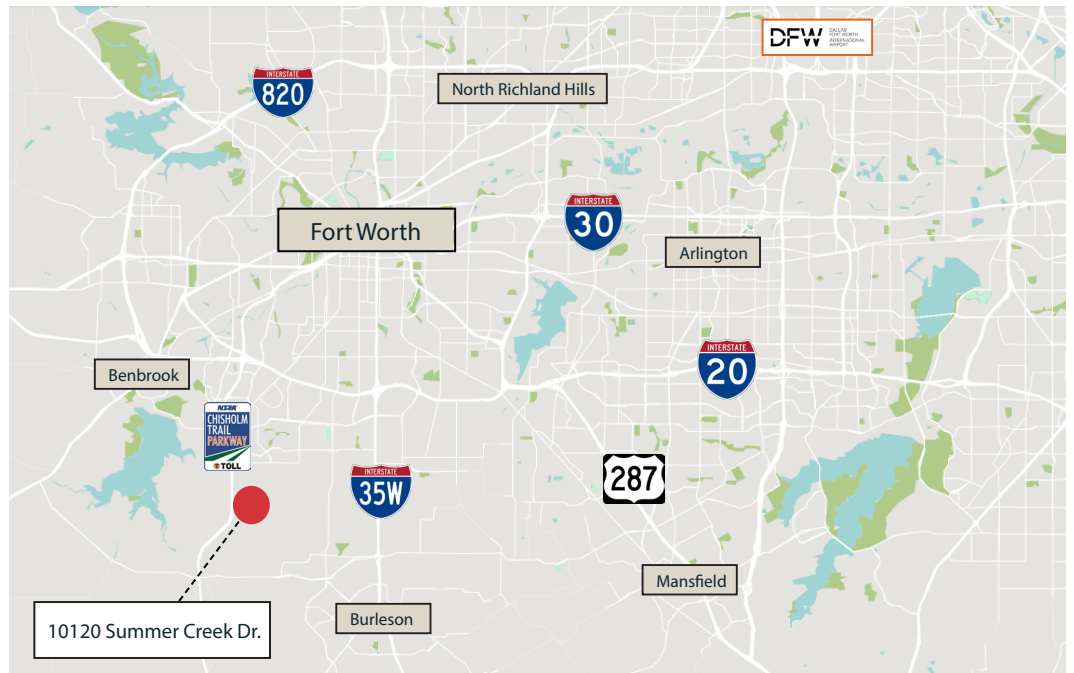 DFW
DALLAS
FORT WORTH
INTERNATIONAL
AIRPORT
INTERSTATE
820
North Richland Hills
Fort Worth
INTERSTATE
30
Arlington
INTERSTATE
20
Benbrook
NTTA
CHISHOLM
TRAIL
PARKWAY
TOLL
INTERSTATE
35W
287
Mansfield
Burleson
10120 Summer Creek Dr.